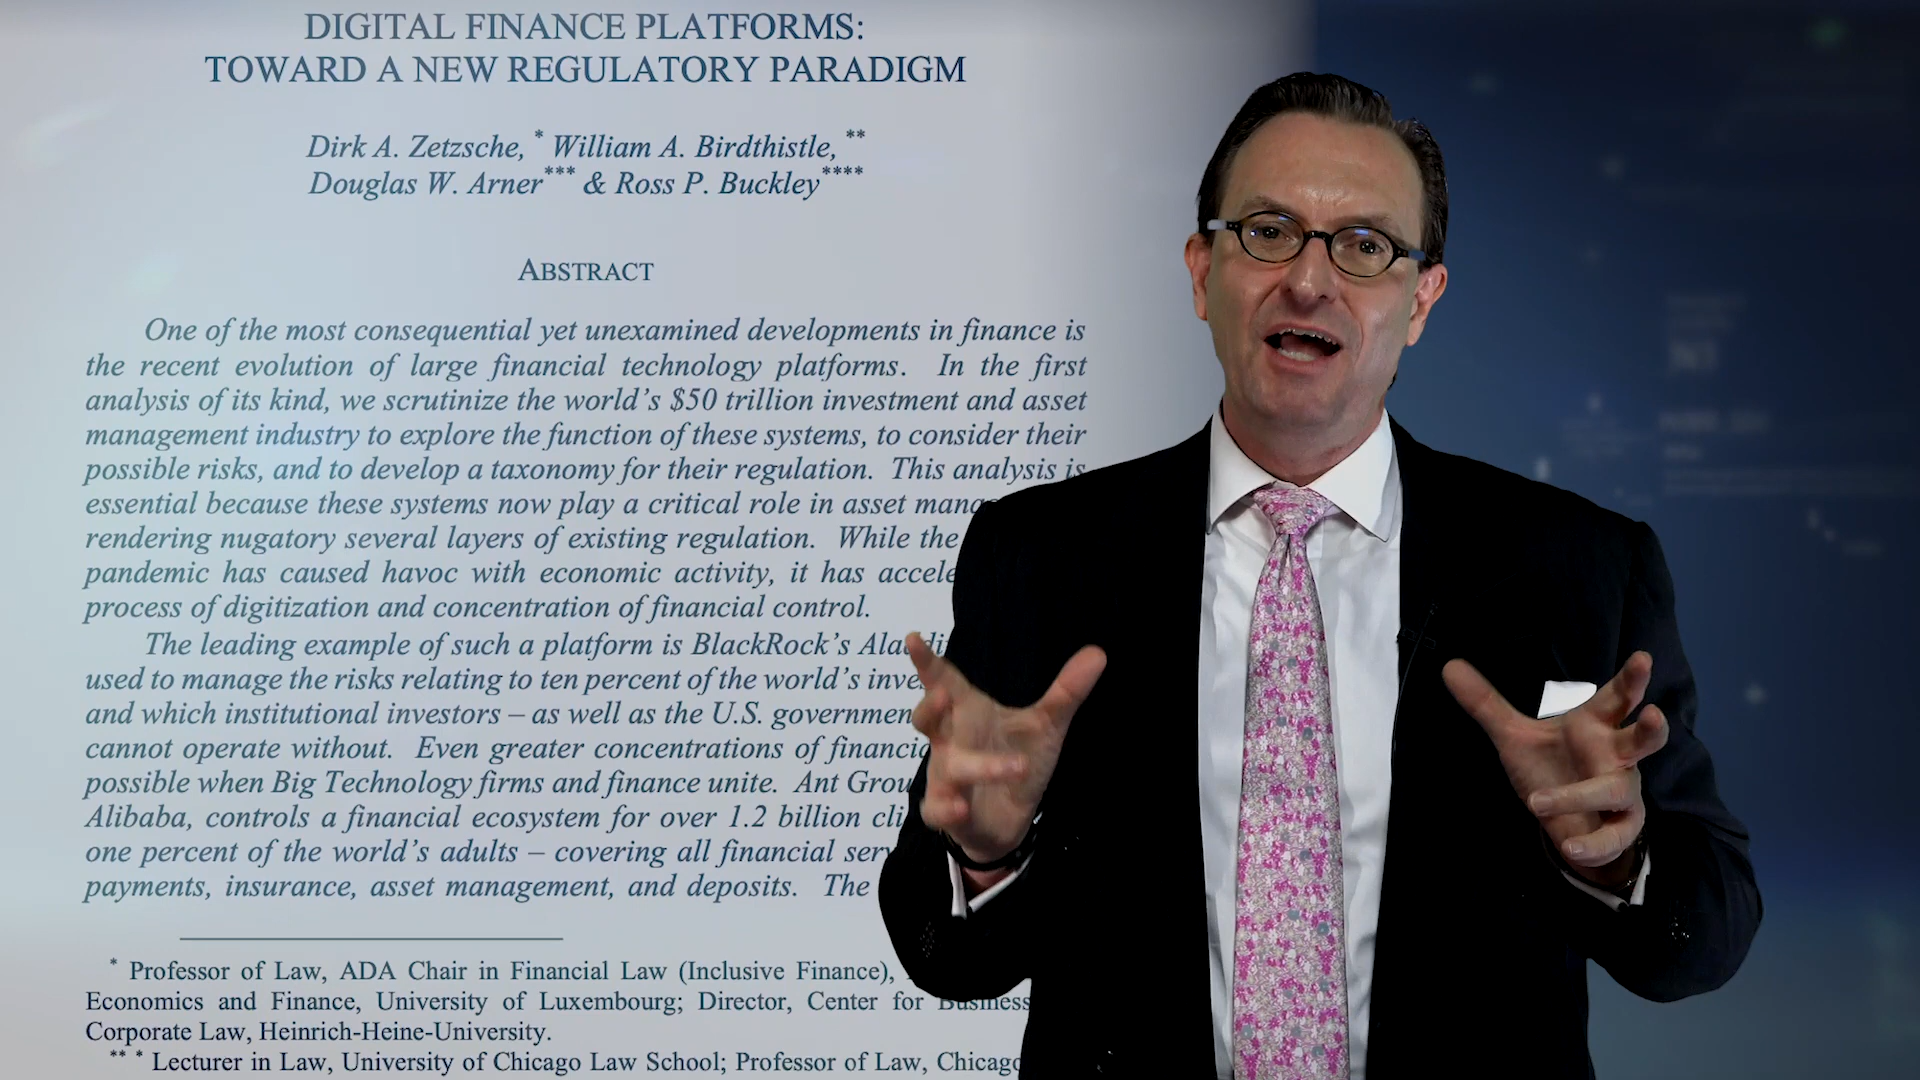 DIGITAL FINANCE PLATFORMS:
TOWARD A NEW REGULATORY PARADIGM
Dirk A. Zetzsche, * William A. Birdthistle, **
Douglas W. Arner*** & Ross P. Buckley****
ABSTRACT
One of the most consequential yet unexamined developments in finance is
the recent evolution of large financial technology platforms. In the first
analysis of its kind, we scrutinize the world's $50 trillion investment and asset
management industry to explore the function of these systems, to consider their
possible risks, and to develop a taxonomy for their regulation. This analysis is
essential because these systems now play a critical role in asset
rendering nugatory several layers of existing regulation. While the
pandemic has caused havoc with economic activity, it has
process of digitization and concentration of financial control.
The leading example of such a platform is BlackRock's
used to manage the risks relating to ten percent of the world's
and which institutional investors – as well as the U.S.
cannot operate without. Even greater concentrations of
possible when Big Technology firms and finance unite. Ant
Alibaba, controls a financial ecosystem for over 1.2 billion
one percent of the world's adults – covering all financial
payments, insurance, asset management, and deposits. The
* Professor of Law, ADA Chair in Financial Law (Inclusive Finance),
Economics and Finance, University of Luxembourg; Director, Center for Business
Corporate Law, Heinrich-Heine-University.
** * Lecturer in Law, University of Chicago Law School; Professor of Law, Chicago